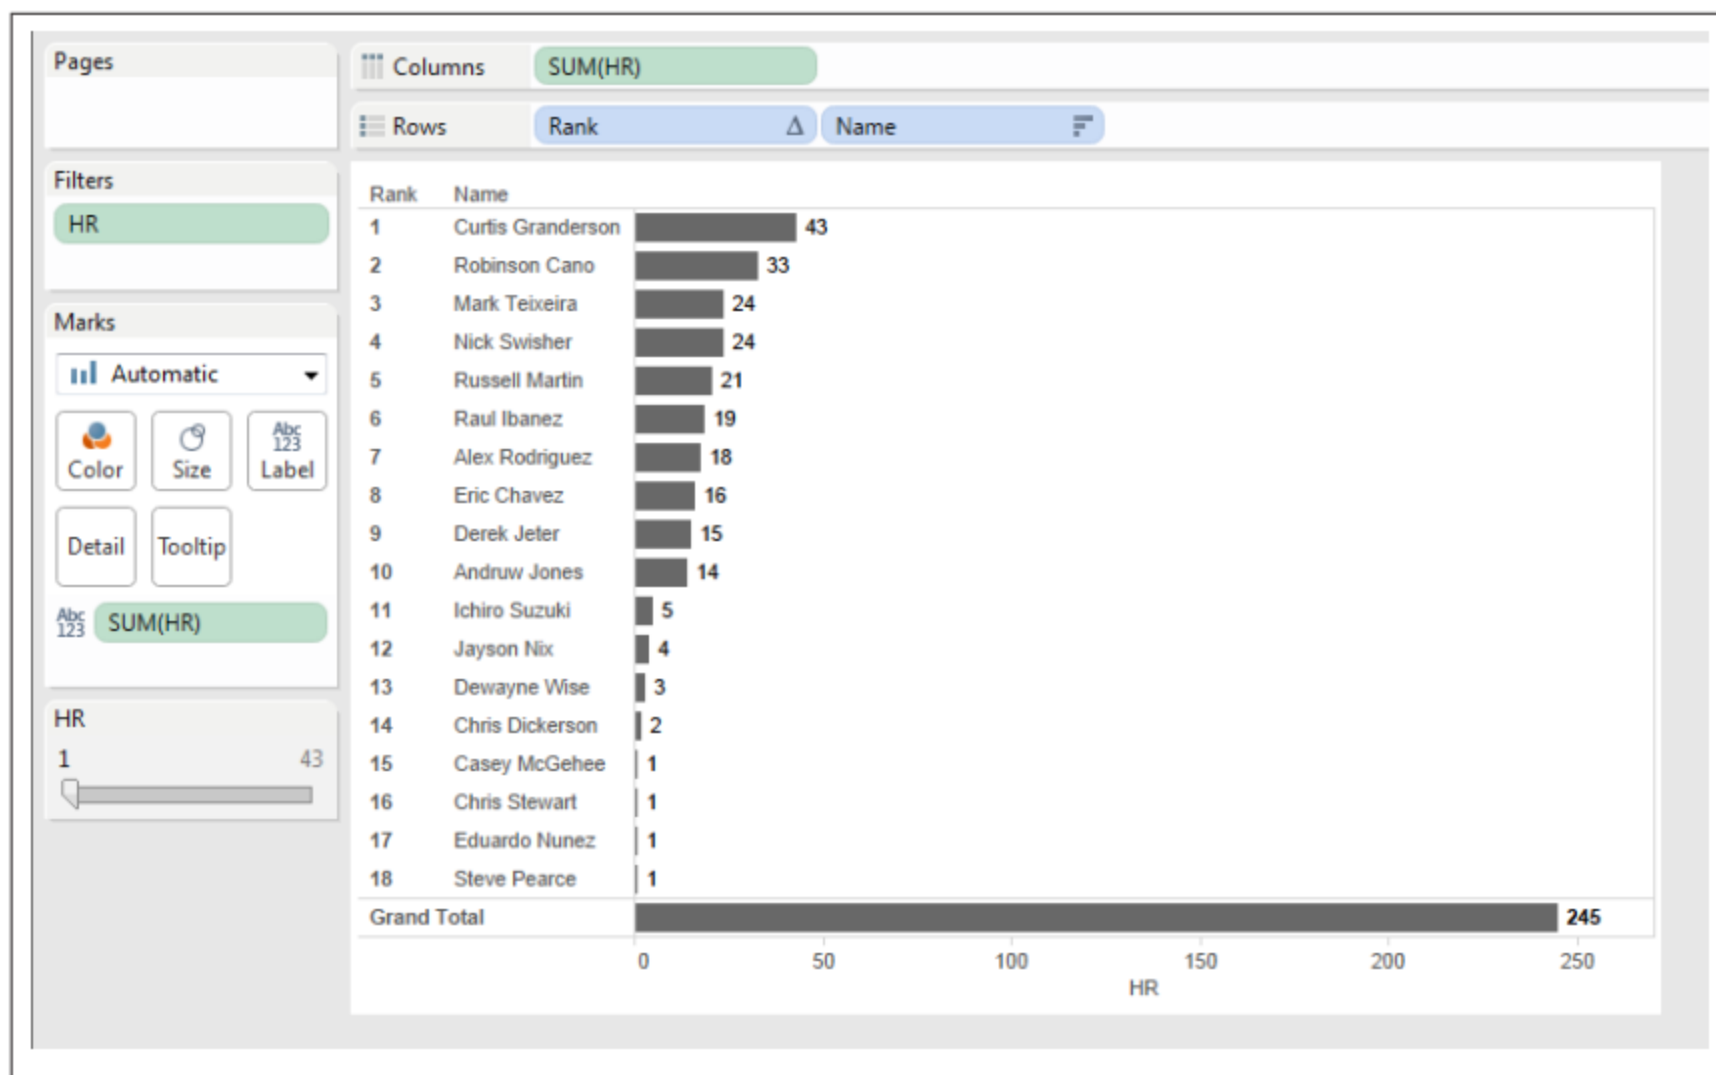 Pages
Columns SUM(HR)
Rows Rank Δ Name
Filters
HR
Marks
Automatic
Color Size Abc 123 Label
Detail Tooltip
Abc 123 SUM(HR)
HR
1 43
Rank Name
1 Curtis Granderson 43
2 Robinson Cano 33
3 Mark Teixeira 24
4 Nick Swisher 24
5 Russell Martin 21
6 Raul Ibanez 19
7 Alex Rodriguez 18
8 Eric Chavez 16
9 Derek Jeter 15
10 Andruw Jones 14
11 Ichiro Suzuki 5
12 Jayson Nix 4
13 Dewayne Wise 3
14 Chris Dickerson 2
15 Casey McGehee 1
16 Chris Stewart 1
17 Eduardo Nunez 1
18 Steve Pearce 1
Grand Total 245
0 50 100 150 200 250
HR